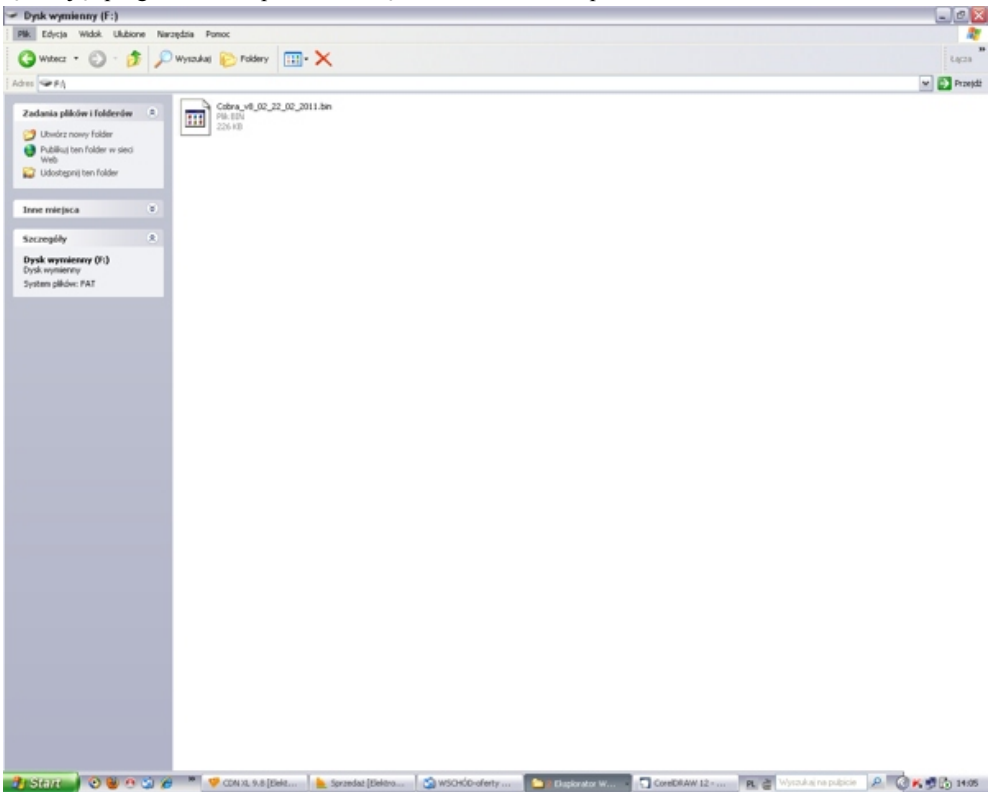 Dysk wymienny (F:)
Plik Edycja Widok Ulubione Narzędzia Pomoc
Wstecz Wyszukaj Foldery
Łącza
Adres F:\ Przejdź
Zadania plików i folderów
Utwórz nowy folder
Publikuj ten folder w sieci
Web
Udostępnij ten folder
Inne miejsca
Szczegóły
Dysk wymienny (F:)
Dysk wymienny
System plików: FAT
Cobra_v8_02_22_02_2011.bin
Plik BIN
226 KB
Start CDN XL 9.8 [Elekt... Sprzedaż [Elektro... WSCHÓD-oferty ... Eksplorator W... CorelDRAW 12 - ... PL Wyszukaj na pulpicie 14:05